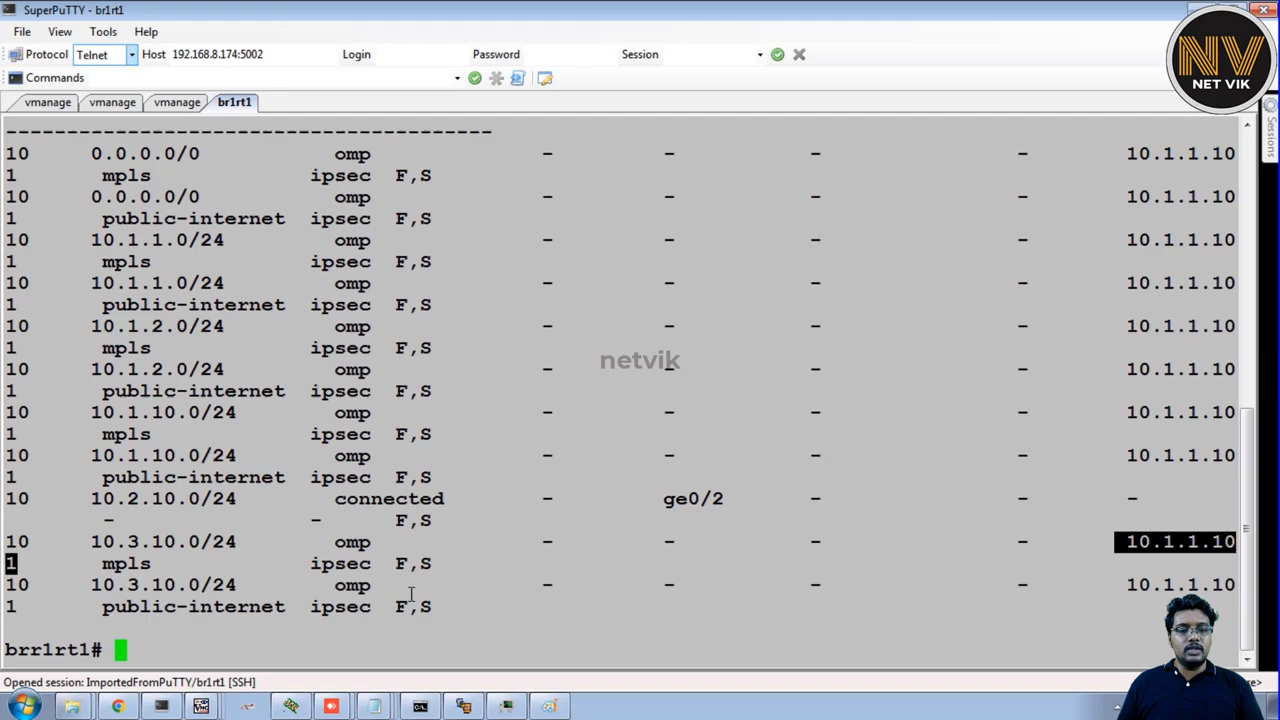 SuperPuTTY - br1rt1
File View Tools Help
Protocol Telnet Host 192.168.8.174:5002 Login Password Session
Commands
vmanage vmanage vmanage br1rt1
----------------------------------------
10 0.0.0.0/0 omp - - - - 10.1.1.10
1 mpls ipsec F,S
10 0.0.0.0/0 omp - - - - 10.1.1.10
1 public-internet ipsec F,S
10 10.1.1.0/24 omp - - - - 10.1.1.10
1 mpls ipsec F,S
10 10.1.1.0/24 omp - - - - 10.1.1.10
1 public-internet ipsec F,S
10 10.1.2.0/24 omp - - - - 10.1.1.10
1 mpls ipsec F,S
10 10.1.2.0/24 omp - - - - 10.1.1.10
1 public-internet ipsec F,S
10 10.1.10.0/24 omp - - - - 10.1.1.10
1 mpls ipsec F,S
10 10.1.10.0/24 omp - - - - 10.1.1.10
1 public-internet ipsec F,S
10 10.2.10.0/24 connected - ge0/2 - - -
- - F,S
10 10.3.10.0/24 omp - - - - 10.1.1.10
1 mpls ipsec F,S
10 10.3.10.0/24 omp - - - - 10.1.1.10
1 public-internet ipsec F,S
brr1rt1#
Opened session: ImportedFromPuTTY/br1rt1 [SSH]
Sessions
NV
NET VIK
netvik